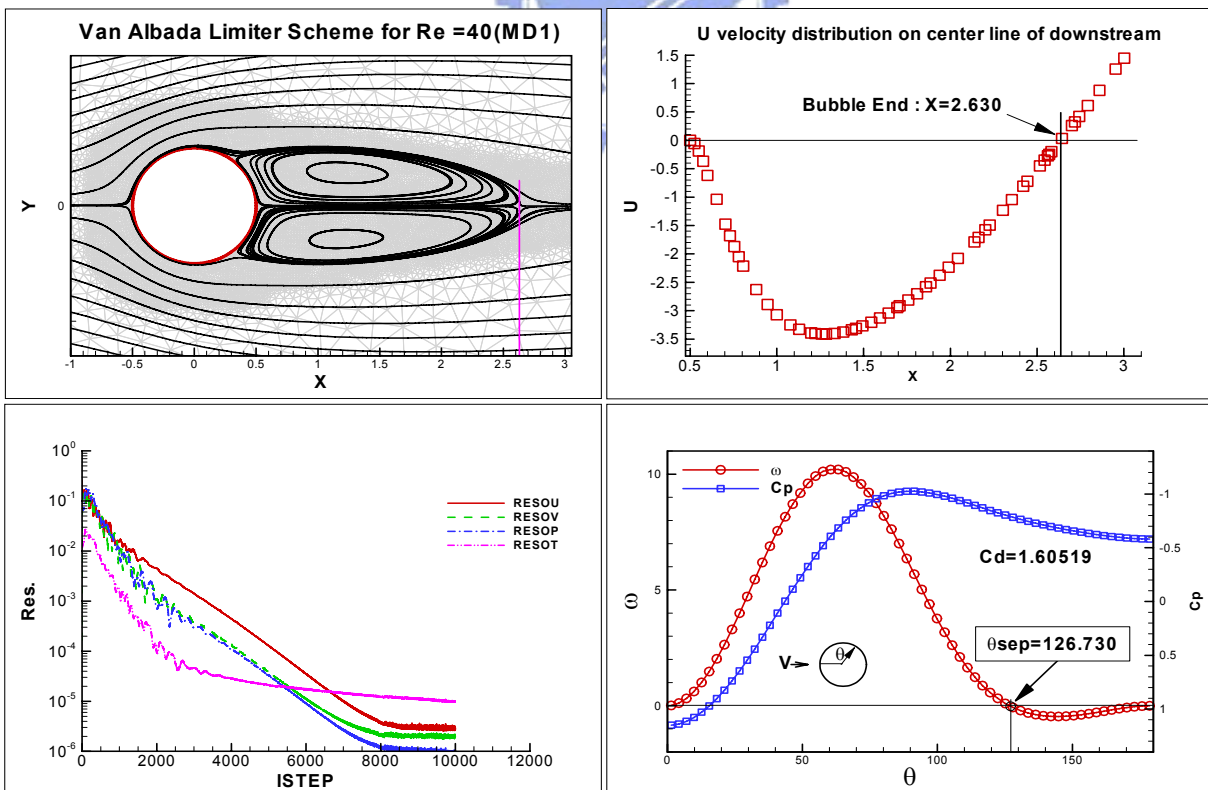 Van Albada Limiter Scheme for Re =40(MD1)
Y
0
-1 -0.5 0 0.5 1 1.5 2 2.5 3
X
U velocity distribution on center line of downstream
Bubble End : X=2.630
1.5
1
0.5
0
-0.5
-1
-1.5
-2
-2.5
-3
-3.5
U
0.5 1 1.5 2 2.5 3
x
10^0
10^-1
10^-2
10^-3
10^-4
10^-5
10^-6
Res.
RESOU
RESOV
RESOP
RESOT
0 2000 4000 6000 8000 10000 12000
ISTEP
ω
Cp
10
5
0
ω
-1
-0.5
0
0.5
1
Cp
Cd=1.60519
θsep=126.730
V
θ
0 50 100 150
θ